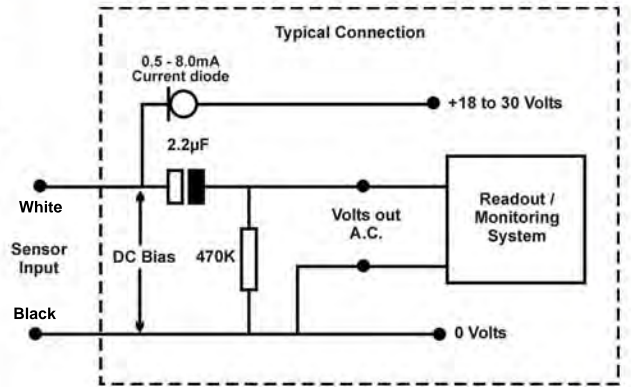 Typical Connection
0.5 - 8.0mA
Current diode
+18 to 30 Volts
2.2µF
White
Sensor
Input
Black
DC Bias
470K
Volts out
A.C.
Readout /
Monitoring
System
0 Volts